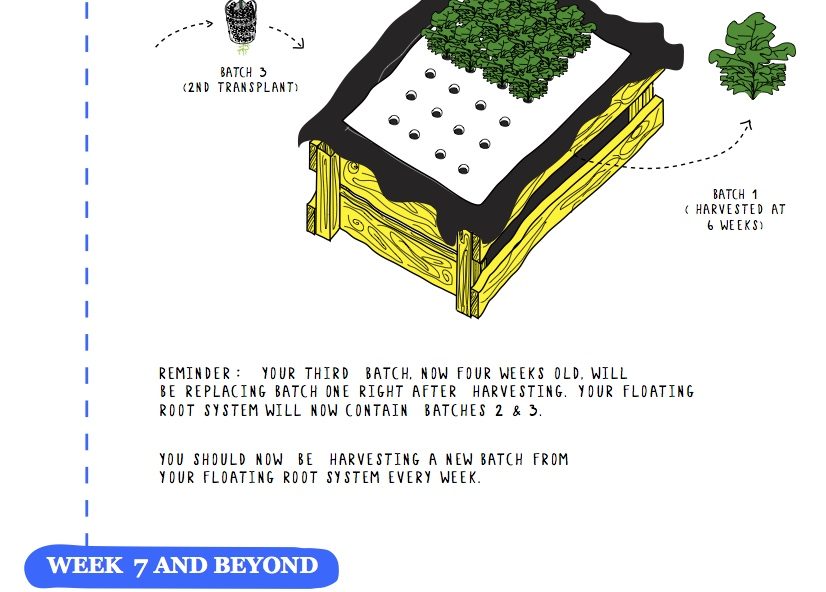 BATCH 3
(2ND TRANSPLANT)
BATCH 1
( HARVESTED AT
6 WEEKS)
REMINDER: YOUR THIRD BATCH, NOW FOUR WEEKS OLD, WILL
BE REPLACING BATCH ONE RIGHT AFTER HARVESTING. YOUR FLOATING
ROOT SYSTEM WILL NOW CONTAIN BATCHES 2 & 3.
YOU SHOULD NOW BE HARVESTING A NEW BATCH FROM
YOUR FLOATING ROOT SYSTEM EVERY WEEK.
WEEK 7 AND BEYOND